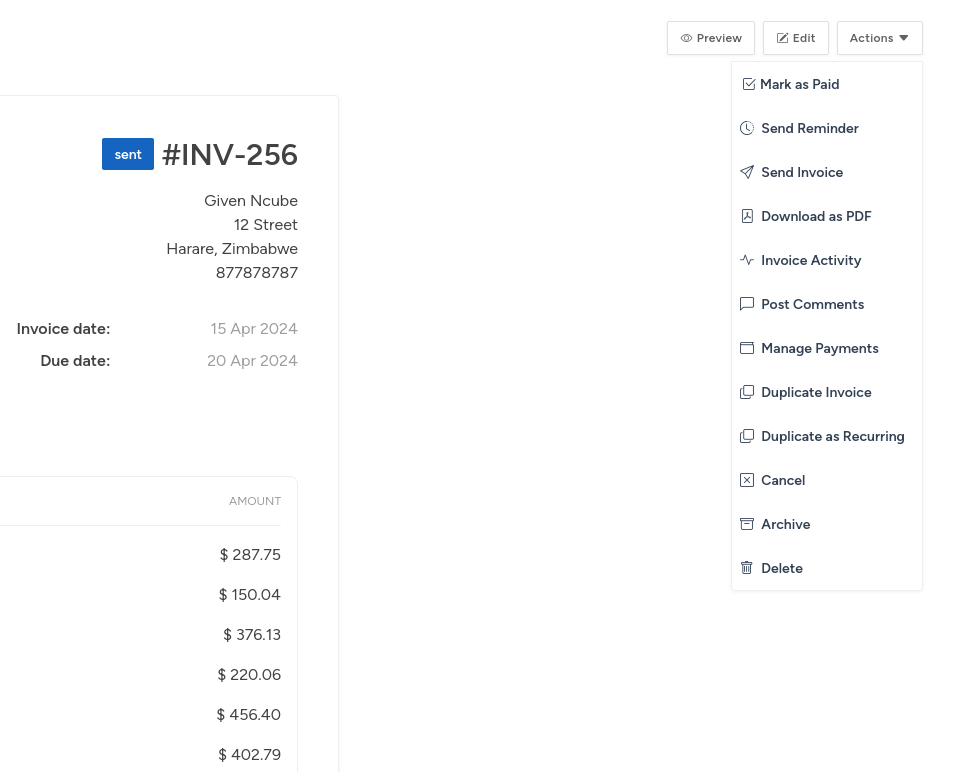 Preview
Edit
Actions
Mark as Paid
Send Reminder
Send Invoice
Download as PDF
Invoice Activity
Post Comments
Manage Payments
Duplicate Invoice
Duplicate as Recurring
Cancel
Archive
Delete
sent #INV-256
Given Ncube
12 Street
Harare, Zimbabwe
877878787
Invoice date: 15 Apr 2024
Due date: 20 Apr 2024
AMOUNT
$ 287.75
$ 150.04
$ 376.13
$ 220.06
$ 456.40
$ 402.79